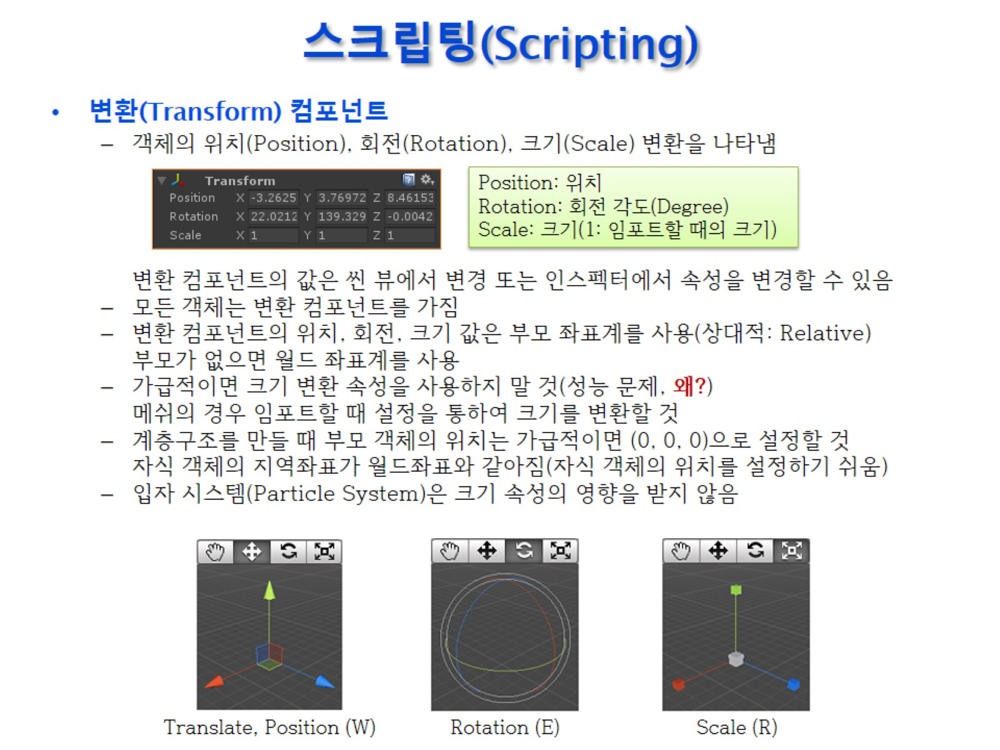 스크립팅(Scripting)
• 변환(Transform) 컴포넌트
– 객체의 위치(Position), 회전(Rotation), 크기(Scale) 변환을 나타냄
Transform
Position X -3.2625 Y 3.76972 Z 8.46153
Rotation X 22.0212 Y 139.329 Z -0.0042
Scale X 1 Y 1 Z 1
Position: 위치
Rotation: 회전 각도(Degree)
Scale: 크기(1: 임포트할 때의 크기)
변환 컴포넌트의 값은 씬 뷰에서 변경 또는 인스펙터에서 속성을 변경할 수 있음
– 모든 객체는 변환 컴포넌트를 가짐
– 변환 컴포넌트의 위치, 회전, 크기 값은 부모 좌표계를 사용(상대적: Relative)
부모가 없으면 월드 좌표계를 사용
– 가급적이면 크기 변환 속성을 사용하지 말 것(성능 문제, 왜?)
메쉬의 경우 임포트할 때 설정을 통하여 크기를 변환할 것
– 계층구조를 만들 때 부모 객체의 위치는 가급적이면 (0, 0, 0)으로 설정할 것
자식 객체의 지역좌표가 월드좌표와 같아짐(자식 객체의 위치를 설정하기 쉬움)
– 입자 시스템(Particle System)은 크기 속성의 영향을 받지 않음
Translate, Position (W)
Rotation (E)
Scale (R)